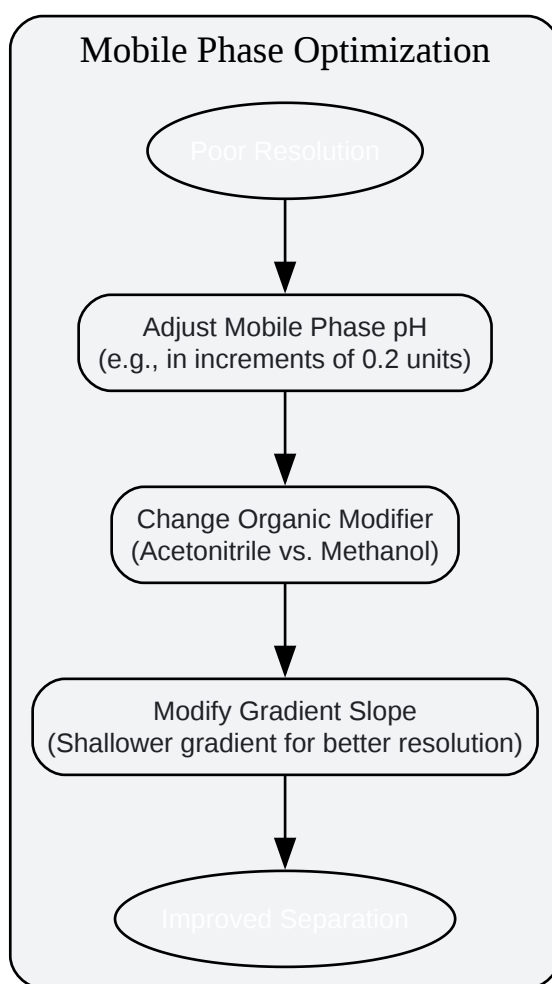 Mobile Phase Optimization
Poor Resolution
Adjust Mobile Phase pH
(e.g., in increments of 0.2 units)
Change Organic Modifier
(Acetonitrile vs. Methanol)
Modify Gradient Slope
(Shallower gradient for better resolution)
Improved Separation